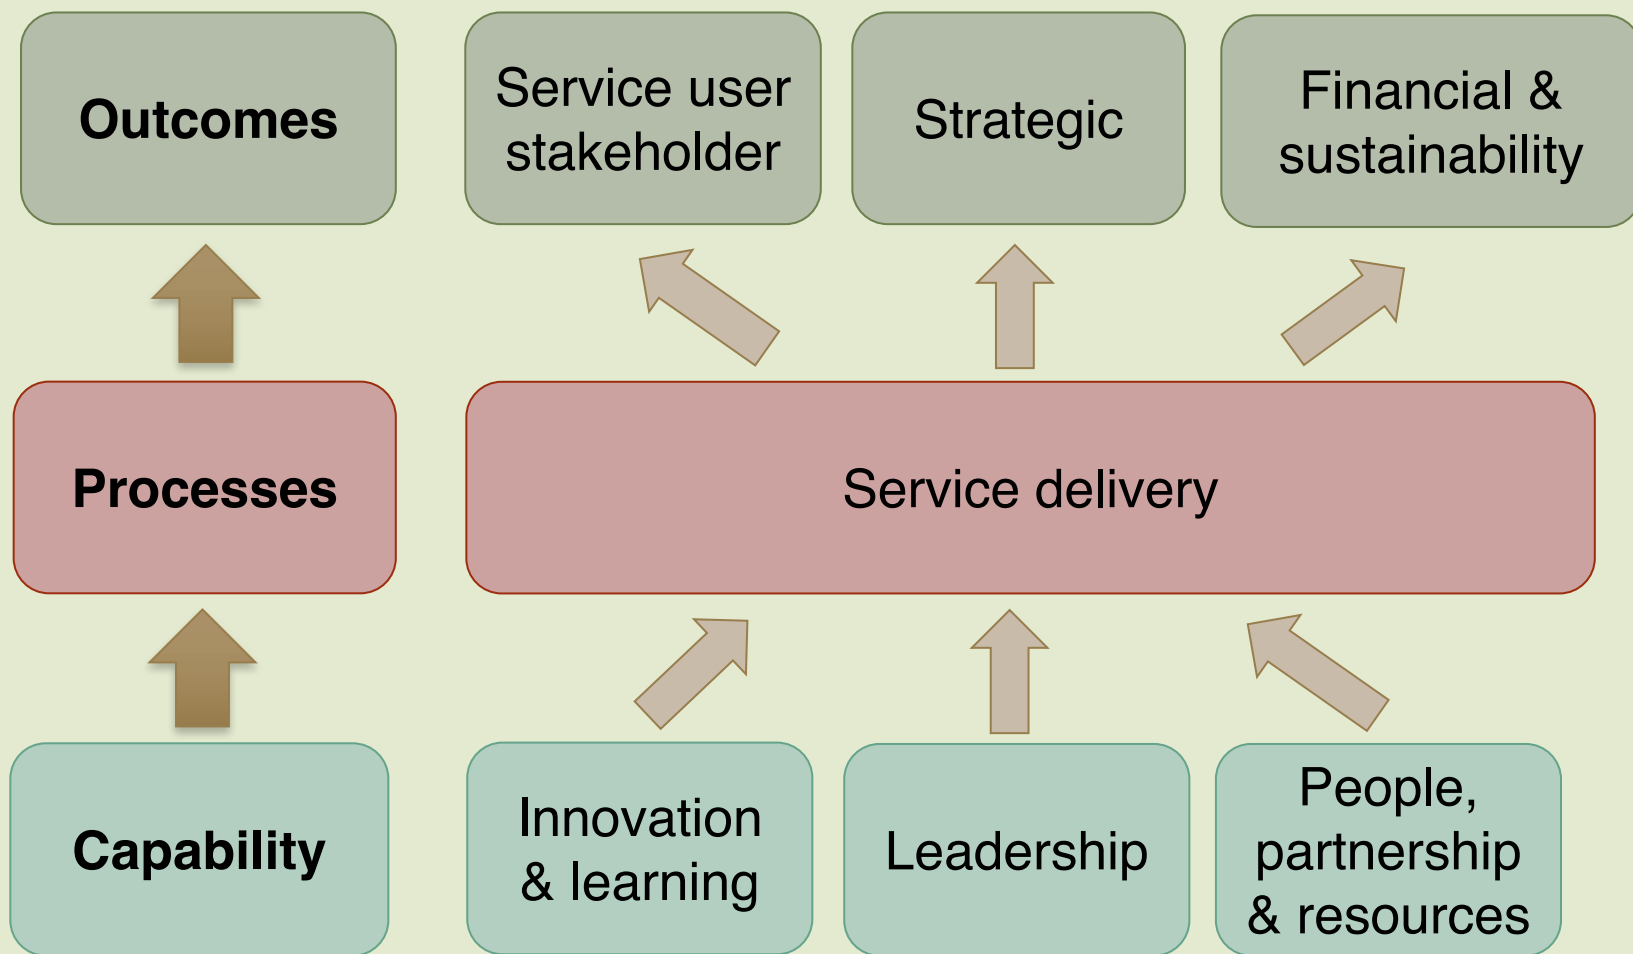 Outcomes
Service user
stakeholder
Strategic
Financial &
sustainability
Processes
Service delivery
Capability
Innovation
& learning
Leadership
People,
partnership
& resources